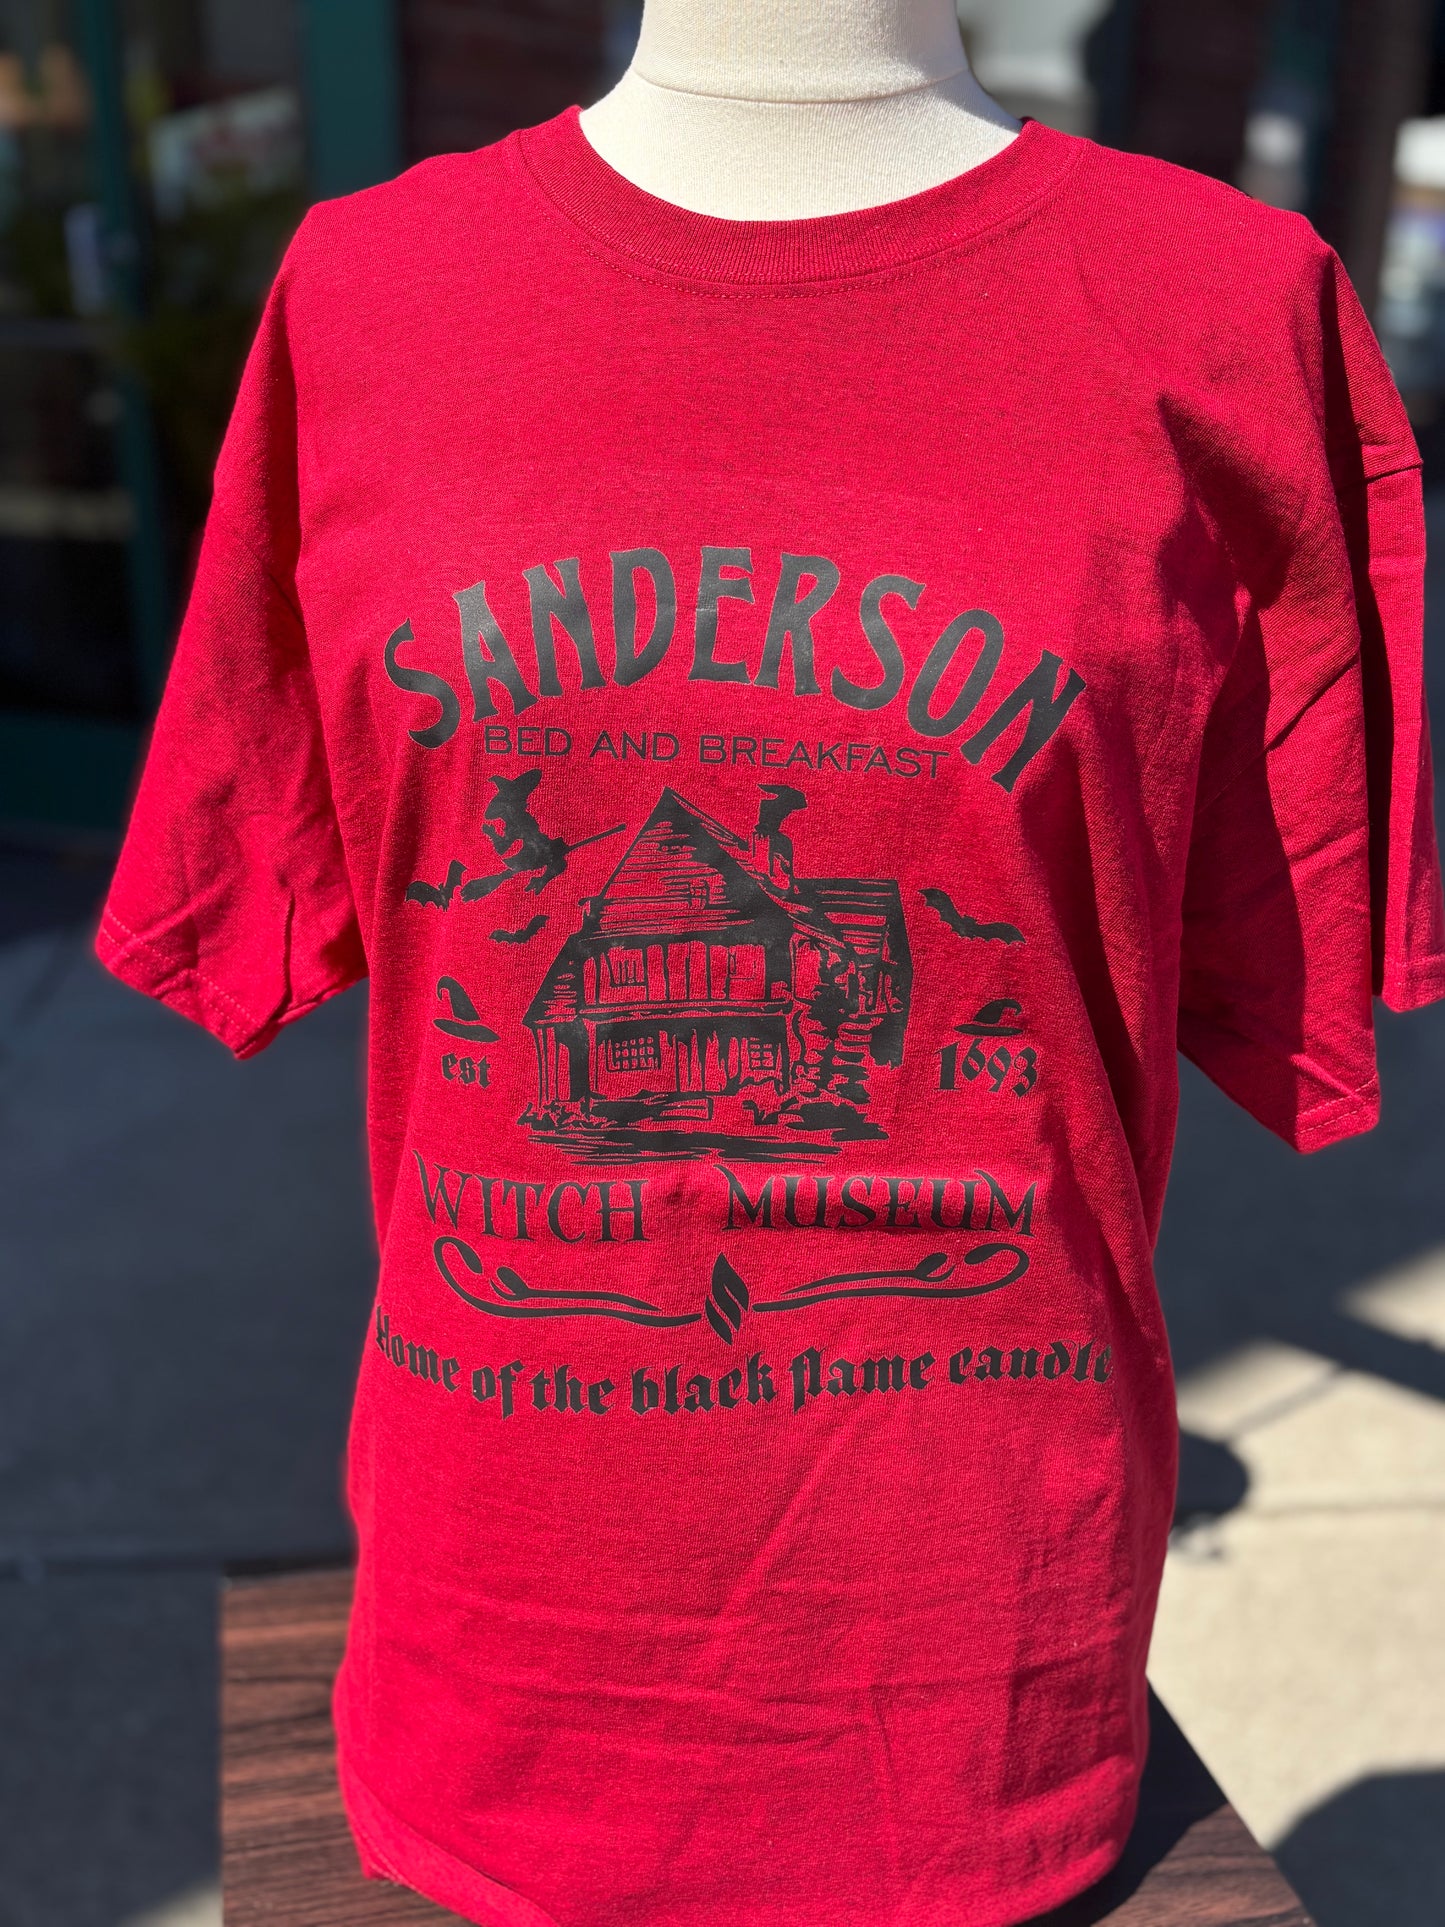 SANDERSON
BED AND BREAKFAST
est 1693
WITCH MUSEUM
Home of the black flame candle